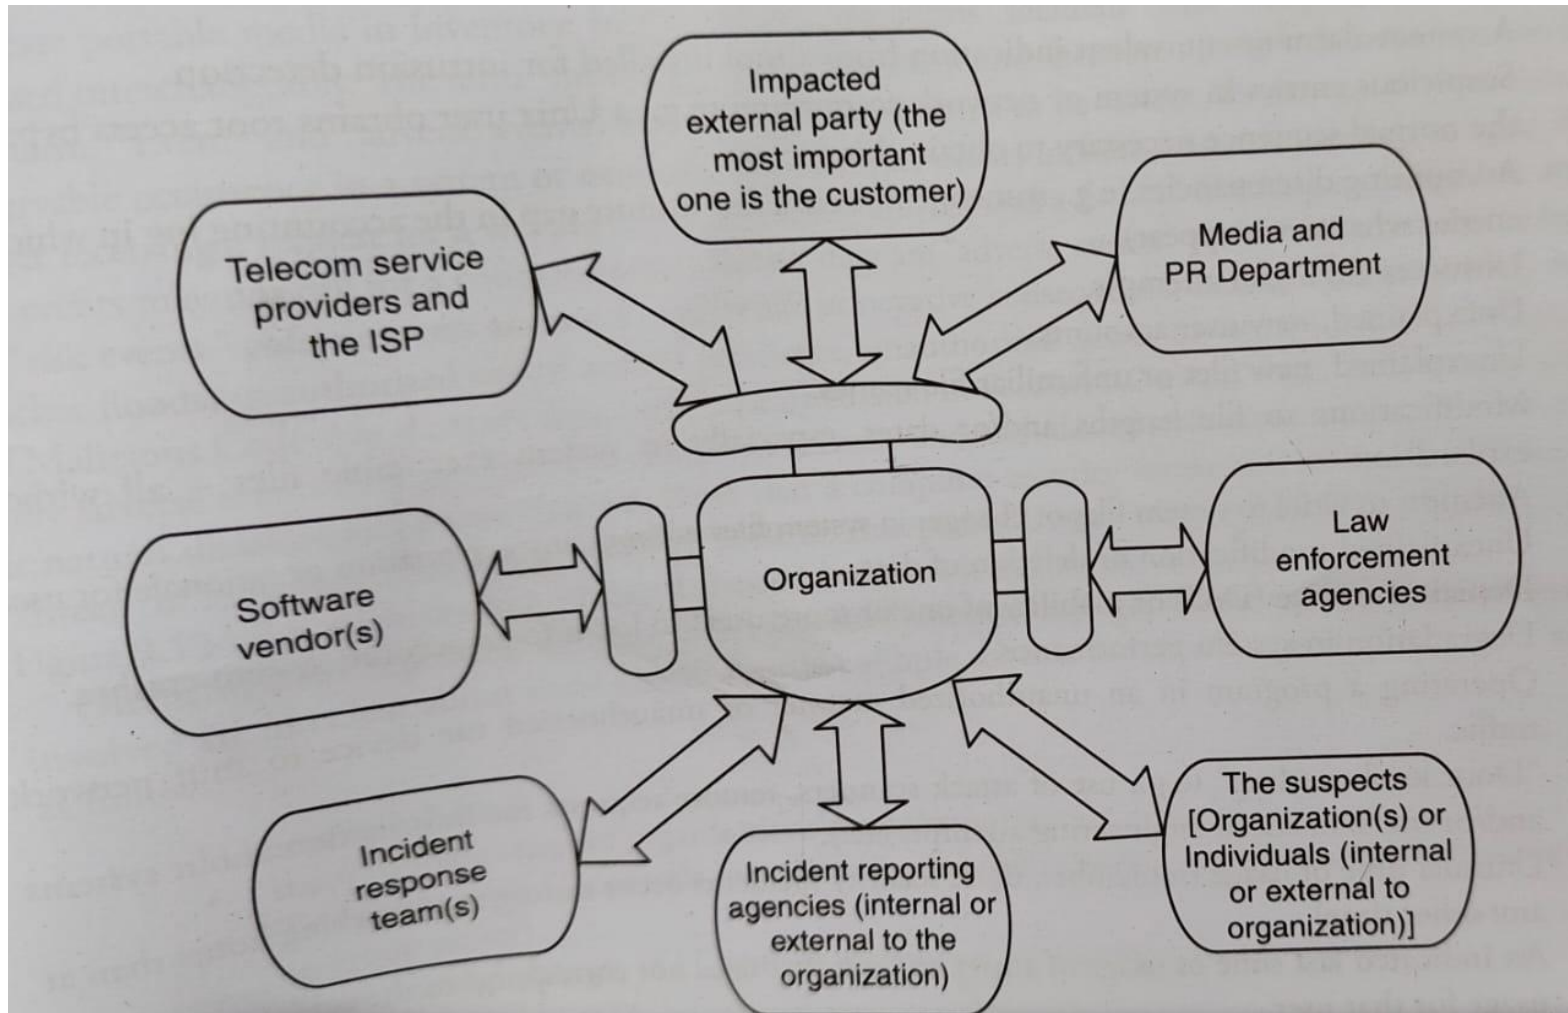 Impacted
external party (the
most important
one is the customer)
Media and
PR Department
Telecom service
providers and
the ISP
Law
enforcement
agencies
Organization
Software
vendor(s)
The suspects
[Organization(s) or
Individuals (internal
or external to
organization)]
Incident
response
team(s)
Incident reporting
agencies (internal or
external to the
organization)